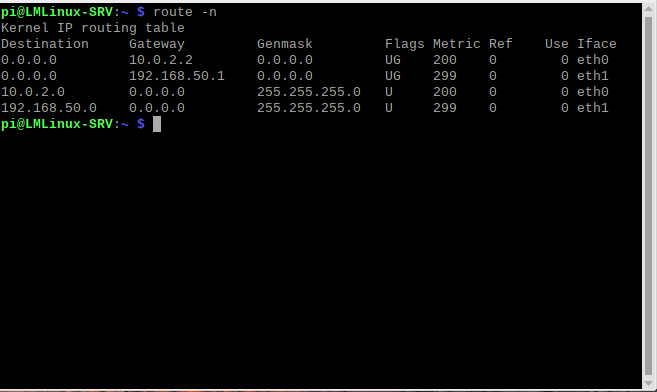 pi@LMLinux-SRV:~ $ route -n
Kernel IP routing table
Destination     Gateway         Genmask         Flags Metric Ref    Use Iface
0.0.0.0         10.0.2.2        0.0.0.0         UG    200    0        0 eth0
0.0.0.0         192.168.50.1    0.0.0.0         UG    299    0        0 eth1
10.0.2.0        0.0.0.0         255.255.255.0   U     200    0        0 eth0
192.168.50.0    0.0.0.0         255.255.255.0   U     299    0        0 eth1
pi@LMLinux-SRV:~ $